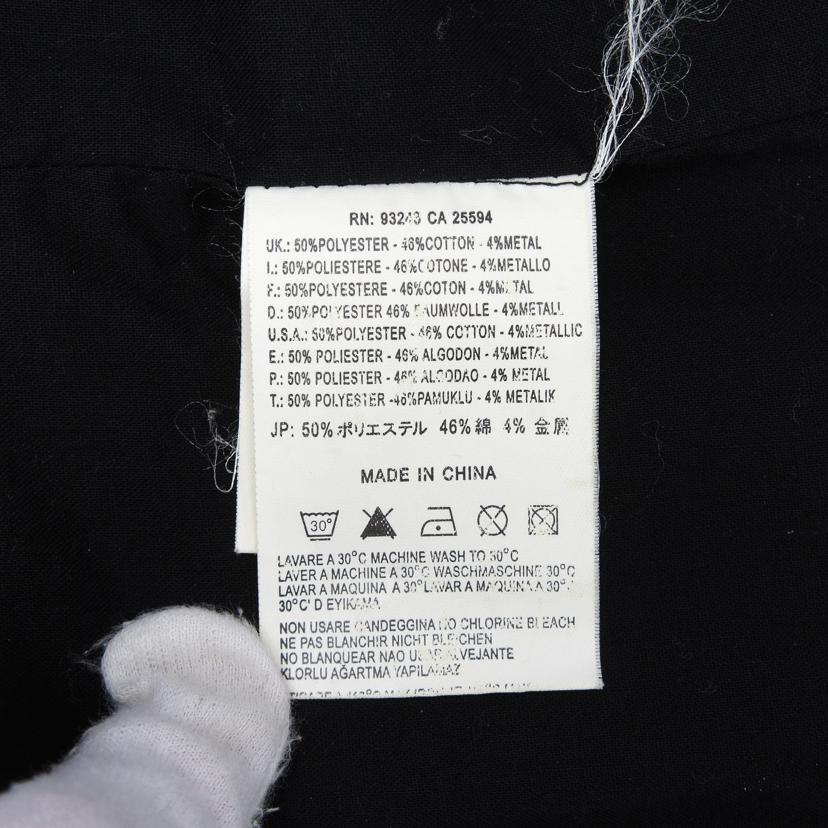 RN: 93243 CA 25594
UK.: 50%POLYESTER - 46%COTTON - 4%METAL
I.: 50%POLIESTERE - 46%COTONE - 4%METALLO
F.: 50%POLYESTERE - 46%COTON - 4%METAL
D.: 50%POLYESTER 46% BAUMWOLLE - 4%METALL
U.S.A.: 50%POLYESTER - 46% COTTON - 4%METALLIC
E.: 50% POLIESTER - 46% ALGODON - 4%METAL
P.: 50% POLIESTER - 46% ALGODAO - 4% METAL
T.: 50% POLYESTER -46%PAMUKLU - 4% METALIK
JP: 50% ポリエステル 46% 綿 4% 金属
MADE IN CHINA
30°
LAVARE A 30°C MACHINE WASH TO 30°C
LAVER A MACHINE A 30°C WASCHMASCHINE 30°C
LAVAR A MAQUINA A 30°LAVAR A MAQUINA A 30°
30°C' D EYIKAMA
NON USARE CANDEGGINA NO CHLORINE BLEACH
NE PAS BLANCHIR NICHT BLEICHEN
NO BLANQUEAR NAO USAR ALVEJANTE
KLORLU AĞARTMA YAPILAMAZ